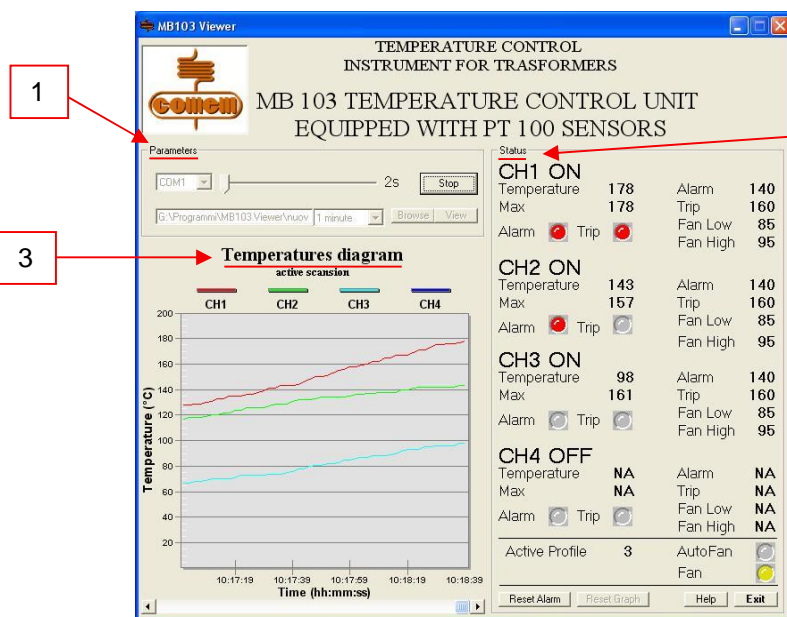 MB103 Viewer
comem
TEMPERATURE CONTROL
INSTRUMENT FOR TRASFORMERS
MB 103 TEMPERATURE CONTROL UNIT
EQUIPPED WITH PT 100 SENSORS
1
Parameters
COM1
2s
Stop
G:\Programmi\MB103 Viewer\nuov
1 minute
Browse
View
3
Temperatures diagram
active scansion
CH1 CH2 CH3 CH4
200
180
160
140
120
100
80
60
40
20
Temperature (°C)
10:17:19 10:17:39 10:17:59 10:18:19 10:18:39
Time (hh:mm:ss)
Status
CH1 ON
Temperature 178 Alarm 140
Max 178 Trip 160
Alarm Trip Fan Low 85
Fan High 95
CH2 ON
Temperature 143 Alarm 140
Max 157 Trip 160
Alarm Trip Fan Low 85
Fan High 95
CH3 ON
Temperature 98 Alarm 140
Max 161 Trip 160
Alarm Trip Fan Low 85
Fan High 95
CH4 OFF
Temperature NA Alarm NA
Max NA Trip NA
Alarm Trip Fan Low NA
Fan High NA
Active Profile 3 AutoFan
Fan
Reset Alarm Reset Graph Help Exit